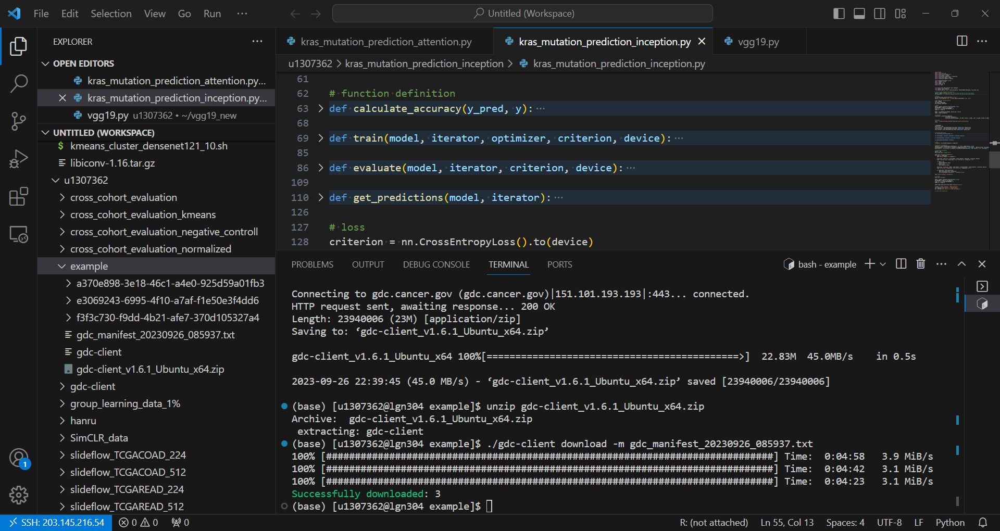 File Edit Selection View Go Run ··· Untitled (Workspace)
EXPLORER ···
OPEN EDITORS
kras_mutation_prediction_attention.py...
kras_mutation_prediction_inception.py...
vgg19.py u1307362 • ~/vgg19_new
UNTITLED (WORKSPACE)
kmeans_cluster_densenet121_10.sh
libiconv-1.16.tar.gz
u1307362
cross_cohort_evaluation
cross_cohort_evaluation_kmeans
cross_cohort_evaluation_negative_controll
cross_cohort_evaluation_normalized
example
a370e898-3e18-46c1-a4e0-925d59a01fb3
e3069243-6995-4f10-a7af-f1e50e3f4dd6
f3f3c730-f9dd-4b21-afe7-370d105327a4
gdc_manifest_20230926_085937.txt
gdc-client
gdc-client_v1.6.1_Ubuntu_x64.zip
gdc-client
group_learning_data_1%
hanru
SimCLR_data
slideflow_TCGACOAD_224
slideflow_TCGACOAD_512
slideflow_TCGAREAD_224
slideflow_TCGAREAD_512
1
kras_mutation_prediction_attention.py kras_mutation_prediction_inception.py vgg19.py
u1307362 > kras_mutation_prediction_inception > kras_mutation_prediction_inception.py
61
62 # function definition
63 > def calculate_accuracy(y_pred, y): ···
68
69 > def train(model, iterator, optimizer, criterion, device): ···
85
86 > def evaluate(model, iterator, criterion, device): ···
109
110 > def get_predictions(model, iterator): ···
126
127 # loss
128 criterion = nn.CrossEntropyLoss().to(device)
PROBLEMS OUTPUT DEBUG CONSOLE TERMINAL PORTS bash - example
Connecting to gdc.cancer.gov (gdc.cancer.gov)|151.101.193.193|:443... connected.
HTTP request sent, awaiting response... 200 OK
Length: 23940006 (23M) [application/zip]
Saving to: ‘gdc-client_v1.6.1_Ubuntu_x64.zip’
gdc-client_v1.6.1_Ubuntu_x64 100%[============================================>] 22.83M 45.0MB/s in 0.5s
2023-09-26 22:39:45 (45.0 MB/s) - ‘gdc-client_v1.6.1_Ubuntu_x64.zip’ saved [23940006/23940006]
(base) [u1307362@lgn304 example]$ unzip gdc-client_v1.6.1_Ubuntu_x64.zip
Archive: gdc-client_v1.6.1_Ubuntu_x64.zip
extracting: gdc-client
(base) [u1307362@lgn304 example]$ ./gdc-client download -m gdc_manifest_20230926_085937.txt
100% [##############################################################################] Time: 0:04:58 3.9 MiB/s
100% [##############################################################################] Time: 0:04:42 3.1 MiB/s
100% [##############################################################################] Time: 0:04:23 3.1 MiB/s
Successfully downloaded: 3
(base) [u1307362@lgn304 example]$
SSH: 203.145.216.54 0 0 0 R: (not attached) Ln 55, Col 13 Spaces: 4 UTF-8 LF Python